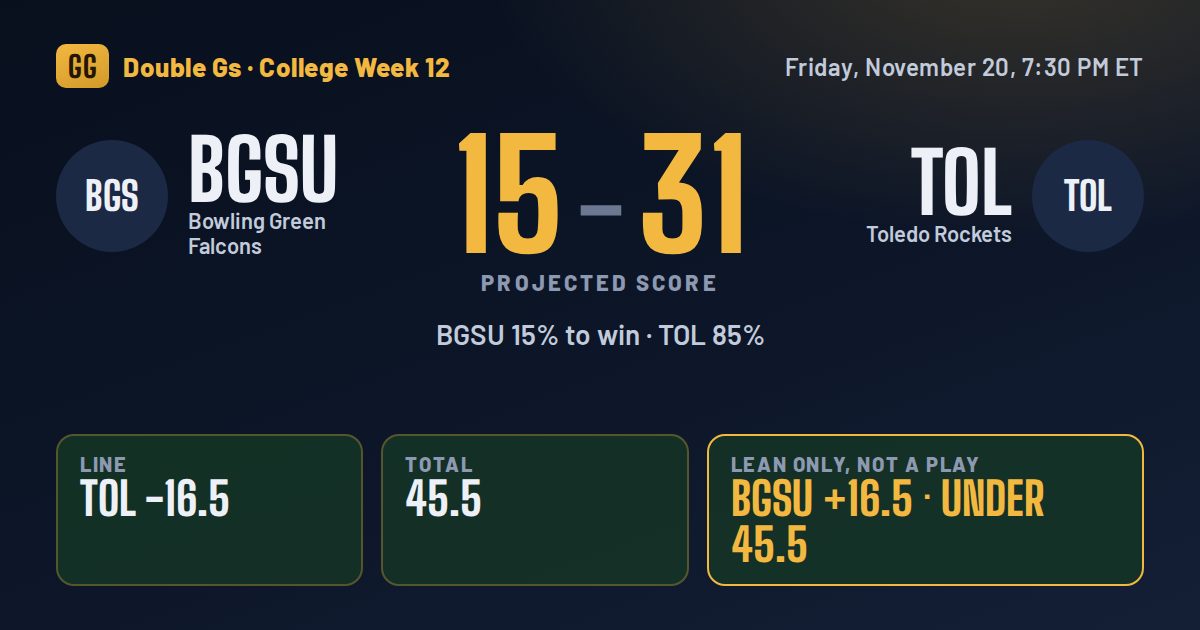 GG
Double Gs · College Week 12
Friday, November 20, 7:30 PM ET
BGS
BGSU
Bowling Green
Falcons
15 – 31
PROJECTED SCORE
BGSU 15% to win · TOL 85%
TOL
Toledo Rockets
TOL
LINE
TOL −16.5
TOTAL
45.5
LEAN ONLY, NOT A PLAY
BGSU +16.5 · UNDER
45.5